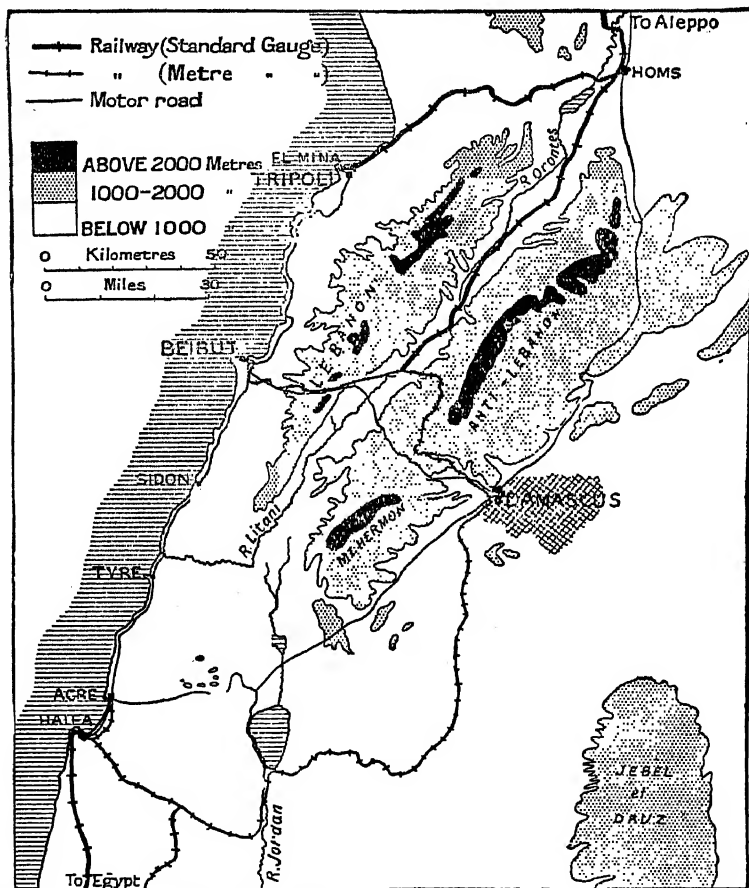 Railway (Standard Gauge)
" (Metre " ")
Motor road
ABOVE 2000 Metres
1000-2000 "
BELOW 1000 "
0 Kilometres 50
0 Miles 30
To Aleppo
HOMS
EL MINA
TRIPOLI
R. Orontes
LEBANON
ANTI-LEBANON
BEIRUT
SIDON
R. Litani
MT. HERMON
DAMASCUS
TYRE
ACRE
HAIFA
JEBEL
el
DRUZ
R. Jordan
To Egypt